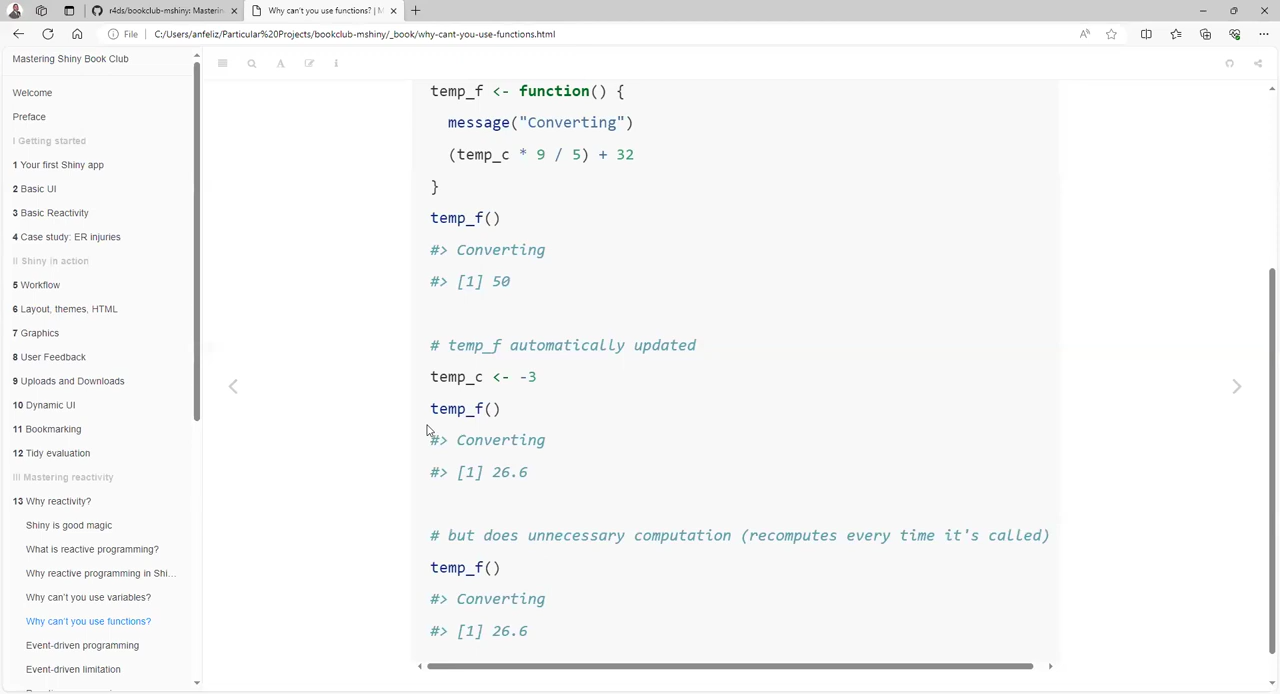 r4ds/bookclub-mshiny: Masterin
Why can't you use functions? | M
File
C:/Users/anfeliz/Particular%20Projects/bookclub-mshiny/_book/why-cant-you-use-functions.html
Mastering Shiny Book Club
Welcome
Preface
I Getting started
1 Your first Shiny app
2 Basic UI
3 Basic Reactivity
4 Case study: ER injuries
II Shiny in action
5 Workflow
6 Layout, themes, HTML
7 Graphics
8 User Feedback
9 Uploads and Downloads
10 Dynamic UI
11 Bookmarking
12 Tidy evaluation
III Mastering reactivity
13 Why reactivity?
Shiny is good magic
What is reactive programming?
Why reactive programming in Shi...
Why can't you use variables?
Why can't you use functions?
Event-driven programming
Event-driven limitation
temp_f <- function() {
message("Converting")
(temp_c * 9 / 5) + 32
}
temp_f()
#> Converting
#> [1] 50
# temp_f automatically updated
temp_c <- -3
temp_f()
#> Converting
#> [1] 26.6
# but does unnecessary computation (recomputes every time it's called)
temp_f()
#> Converting
#> [1] 26.6